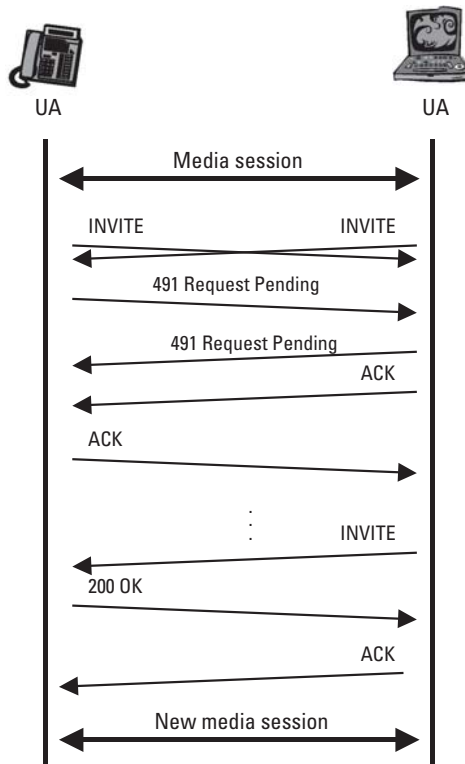 UA UA
Media session
INVITE INVITE
491 Request Pending
491 Request Pending
ACK
ACK
INVITE
200 OK
ACK
New media session